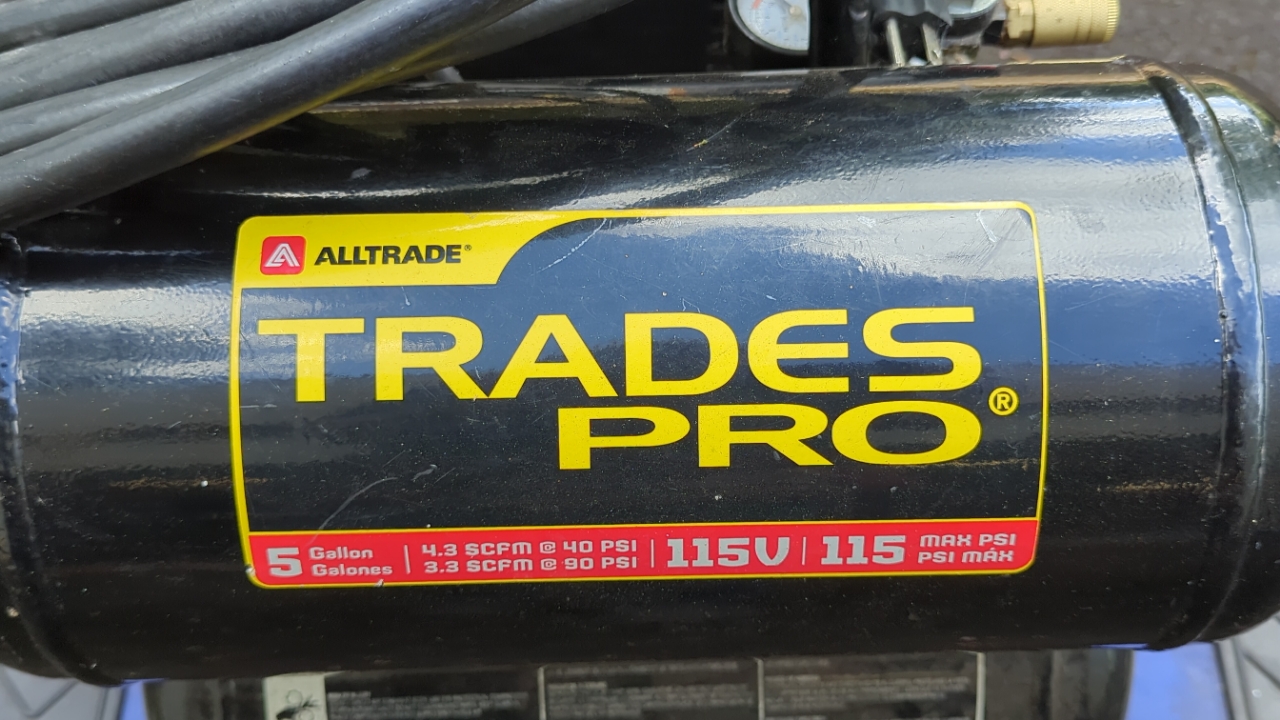 ALLTRADE®
TRADES
PRO®
5 Gallon
Galones
4.3 SCFM @ 40 PSI
3.3 SCFM @ 90 PSI
115V
115 MAX PSI
PSI MÁX